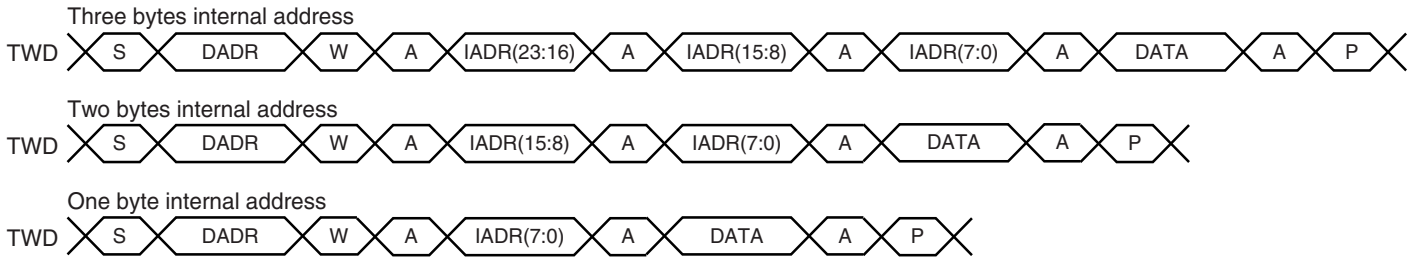 Three bytes internal address
TWD S DADR W A IADR(23:16) A IADR(15:8) A IADR(7:0) A DATA A P
Two bytes internal address
TWD S DADR W A IADR(15:8) A IADR(7:0) A DATA A P
One byte internal address
TWD S DADR W A IADR(7:0) A DATA A P